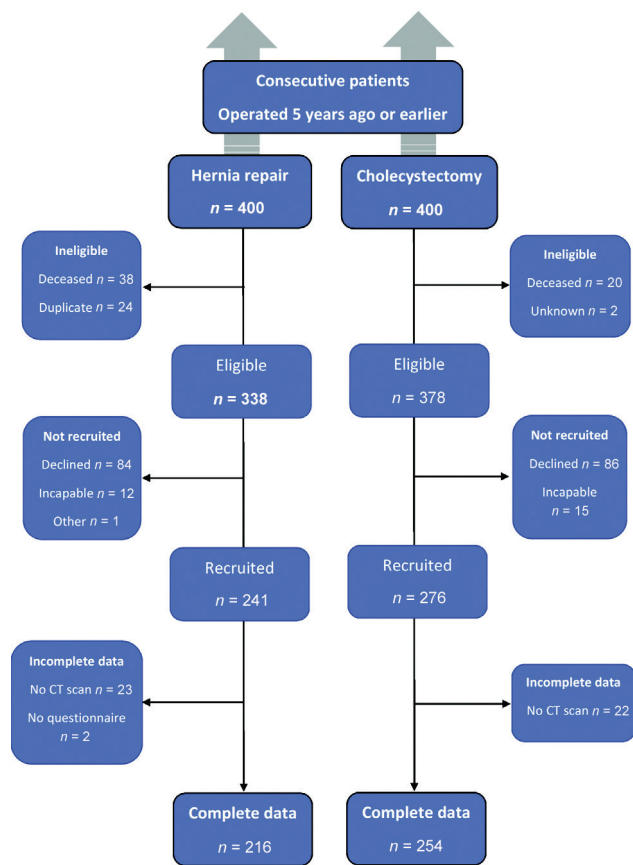 Consecutive patients
Operated 5 years ago or earlier
Hernia repair
n = 400
Cholecystectomy
n = 400
Ineligible
Deceased n = 38
Duplicate n = 24
Ineligible
Deceased n = 20
Unknown n = 2
Eligible
n = 338
Eligible
n = 378
Not recruited
Declined n = 84
Incapable n = 12
Other n = 1
Not recruited
Declined n = 86
Incapable
n = 15
Recruited
n = 241
Recruited
n = 276
Incomplete data
No CT scan n = 23
No questionnaire
n = 2
Incomplete data
No CT scan n = 22
Complete data
n = 216
Complete data
n = 254